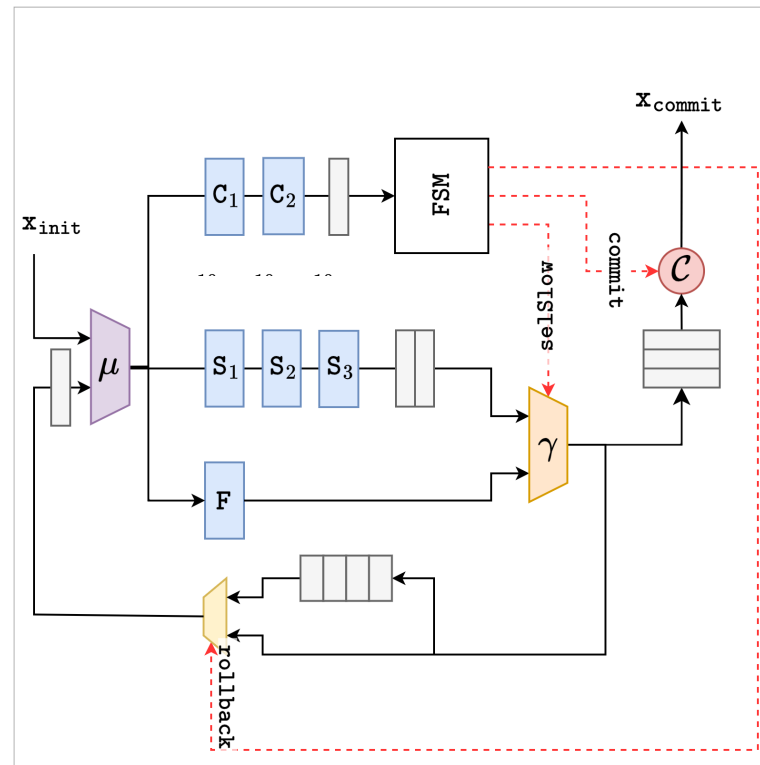 x_commit
C_1
C_2
FSM
x_init
commit
C
selSlow
μ
S_1
S_2
S_3
γ
F
rollback